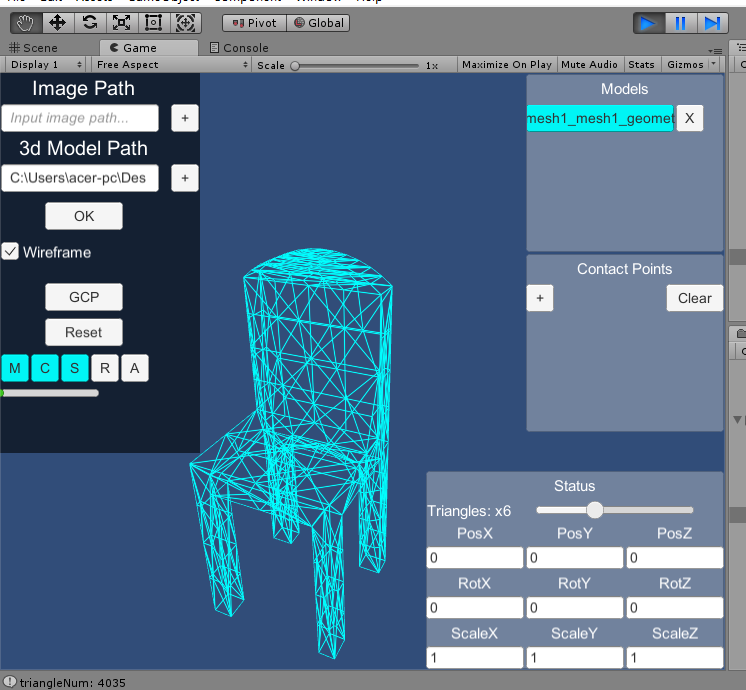 Pivot Global
Scene Game Console
Display 1 Free Aspect Scale 1x Maximize On Play Mute Audio Stats Gizmos
Image Path
Input image path...
+
3d Model Path
C:\Users\acer-pc\Des
+
OK
Wireframe
GCP
Reset
M C S R A
Models
mesh1_mesh1_geomet X
Contact Points
+ Clear
Status
Triangles: x6
PosX PosY PosZ
0 0 0
RotX RotY RotZ
0 0 0
ScaleX ScaleY ScaleZ
1 1 1
triangleNum: 4035